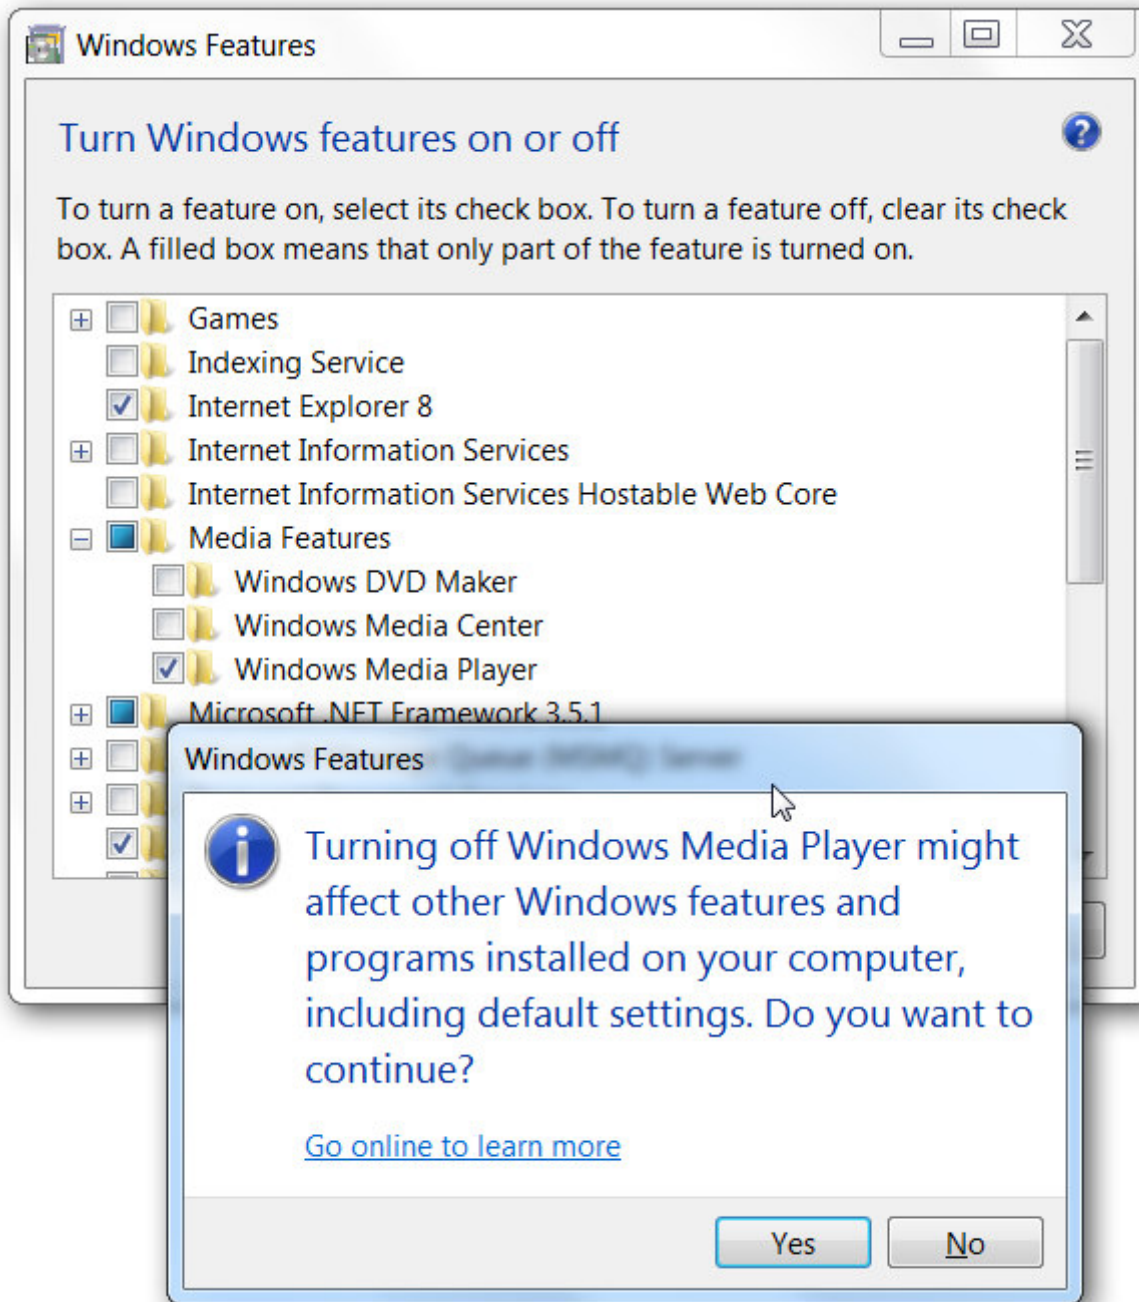 Windows Features
Turn Windows features on or off
To turn a feature on, select its check box. To turn a feature off, clear its check
box. A filled box means that only part of the feature is turned on.
Games
Indexing Service
Internet Explorer 8
Internet Information Services
Internet Information Services Hostable Web Core
Media Features
Windows DVD Maker
Windows Media Center
Windows Media Player
Microsoft .NET Framework 3.5.1
Windows Features
Turning off Windows Media Player might
affect other Windows features and
programs installed on your computer,
including default settings. Do you want to
continue?
Go online to learn more
Yes
No